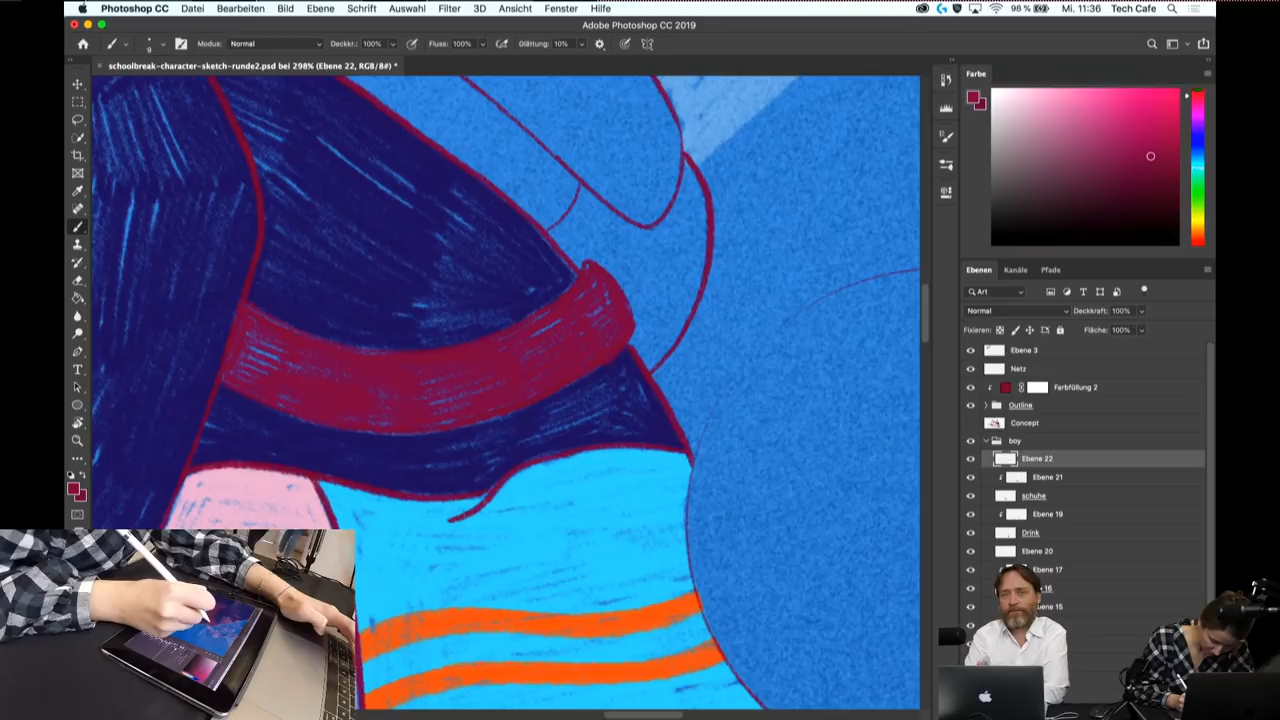 Photoshop CC Datei Bearbeiten Bild Ebene Schrift Auswahl Filter 3D Ansicht Fenster Hilfe 98 % Mi. 11:36 Tech Cafe
Adobe Photoshop CC 2019
9 Modus: Normal Deckkr.: 100% Fluss: 100% Glättung: 10%
× schoolbreak-character-sketch-runde2.psd bei 298% (Ebene 22, RGB/8#) *
Farbe
Ebenen Kanäle Pfade
Art
Normal Deckkraft: 100%
Fixieren: Fläche: 100%
Ebene 3
Netz
Farbfüllung 2
Outline
Concept
boy
Ebene 22
Ebene 21
schuhe
Ebene 19
Drink
Ebene 20
17
16
15